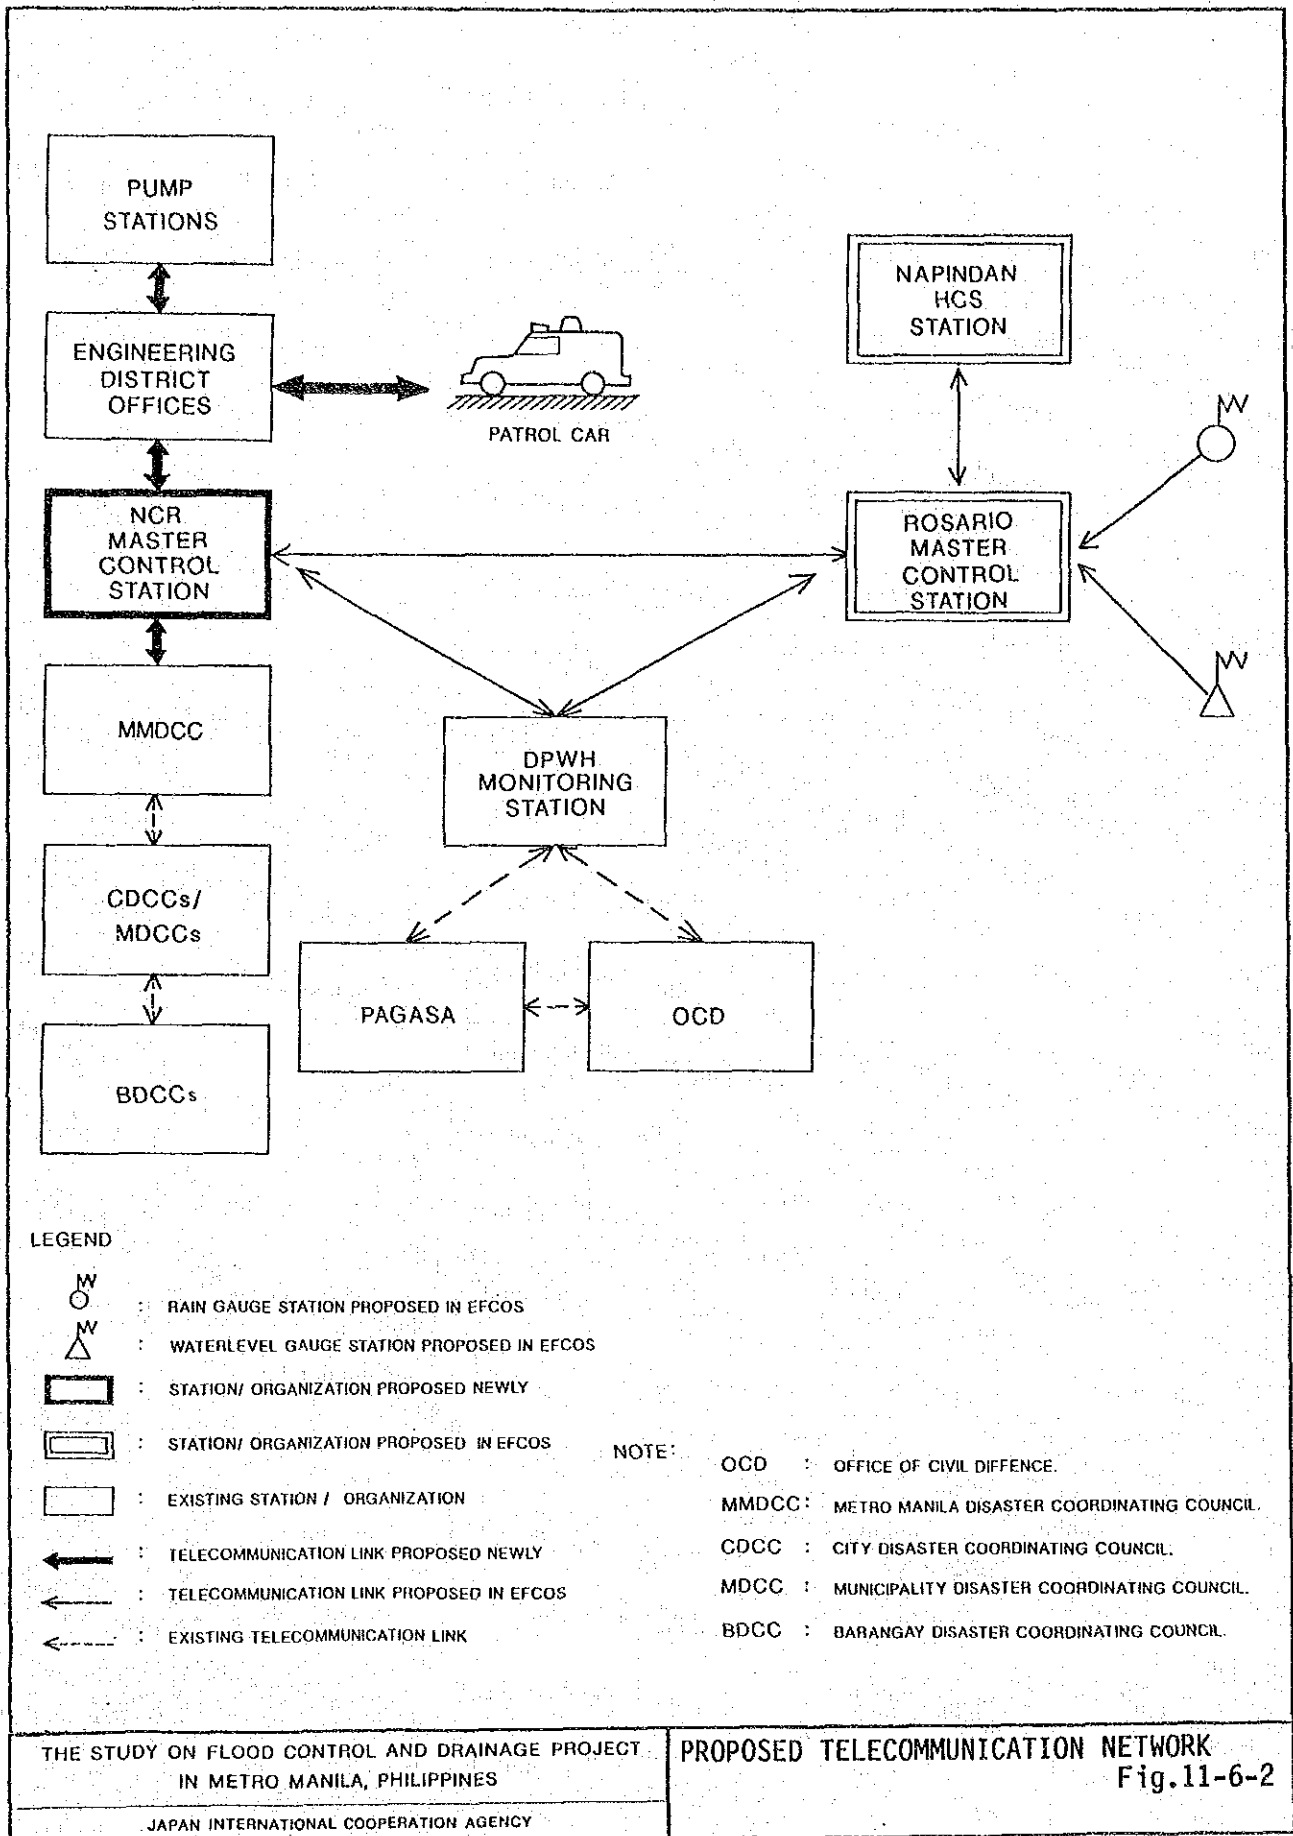 PUMP
STATIONS
ENGINEERING
DISTRICT
OFFICES
PATROL CAR
NAPINDAN
HCS
STATION
NCR
MASTER
CONTROL
STATION
ROSARIO
MASTER
CONTROL
STATION
MMDCC
DPWH
MONITORING
STATION
CDCCs/
MDCCs
PAGASA
OCD
BDCCs
LEGEND
: RAIN GAUGE STATION PROPOSED IN EFCOS
: WATERLEVEL GAUGE STATION PROPOSED IN EFCOS
: STATION/ ORGANIZATION PROPOSED NEWLY
: STATION/ ORGANIZATION PROPOSED IN EFCOS
: EXISTING STATION / ORGANIZATION
: TELECOMMUNICATION LINK PROPOSED NEWLY
: TELECOMMUNICATION LINK PROPOSED IN EFCOS
: EXISTING TELECOMMUNICATION LINK
NOTE:
OCD : OFFICE OF CIVIL DIFFENCE.
MMDCC : METRO MANILA DISASTER COORDINATING COUNCIL.
CDCC : CITY DISASTER COORDINATING COUNCIL.
MDCC : MUNICIPALITY DISASTER COORDINATING COUNCIL.
BDCC : BARANGAY DISASTER COORDINATING COUNCIL.
THE STUDY ON FLOOD CONTROL AND DRAINAGE PROJECT
IN METRO MANILA, PHILIPPINES
JAPAN INTERNATIONAL COOPERATION AGENCY
PROPOSED TELECOMMUNICATION NETWORK
Fig.11-6-2